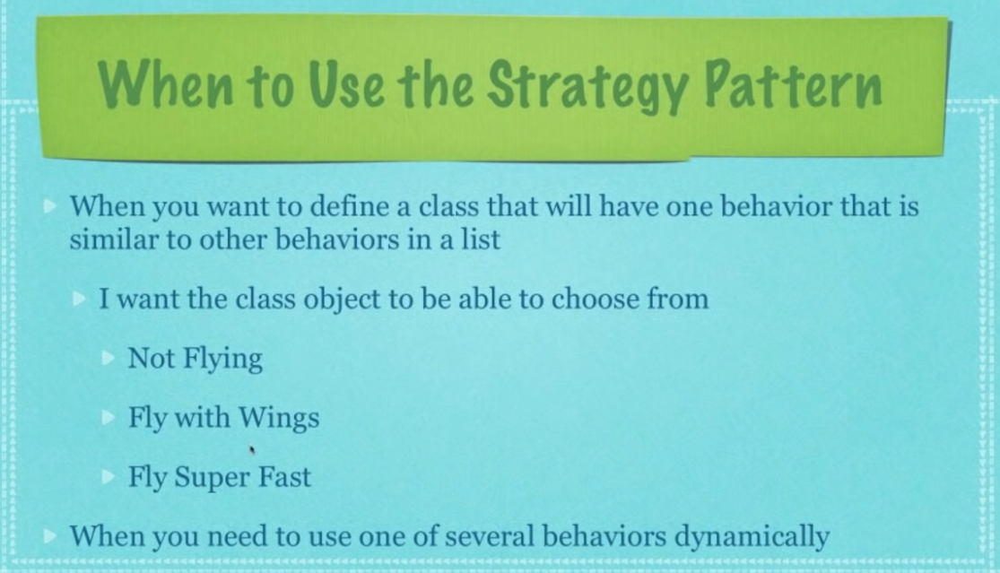 When to Use the Strategy Pattern
When you want to define a class that will have one behavior that is
similar to other behaviors in a list
I want the class object to be able to choose from
Not Flying
Fly with Wings
Fly Super Fast
When you need to use one of several behaviors dynamically